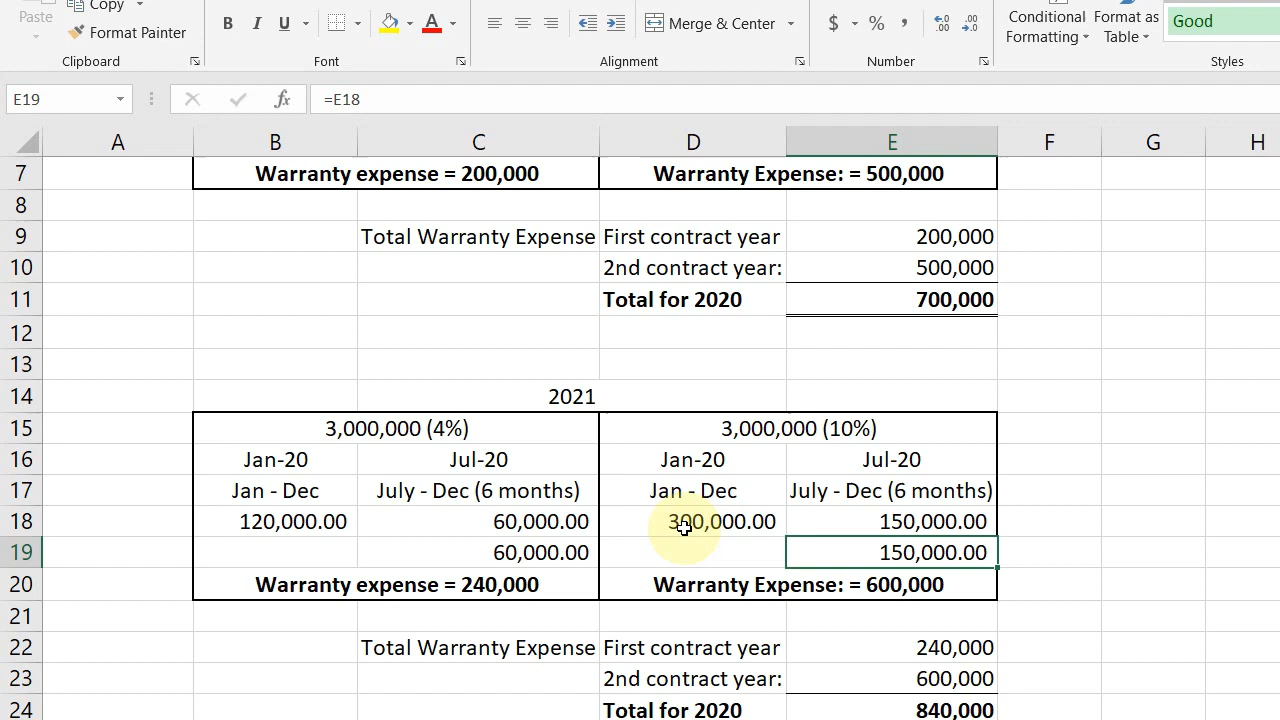 Paste
Copy
Format Painter
B I U A
Merge & Center
$ % ,
Conditional Formatting
Format as Table
Good
Clipboard
Font
Alignment
Number
Styles
E19 fx =E18
A B C D E F G H
7 Warranty expense = 200,000 Warranty Expense: = 500,000
8
9 Total Warranty Expense First contract year 200,000
10 2nd contract year: 500,000
11 Total for 2020 700,000
12
13
14 2021
15 3,000,000 (4%) 3,000,000 (10%)
16 Jan-20 Jul-20 Jan-20 Jul-20
17 Jan - Dec July - Dec (6 months) Jan - Dec July - Dec (6 months)
18 120,000.00 60,000.00 300,000.00 150,000.00
19 60,000.00 150,000.00
20 Warranty expense = 240,000 Warranty Expense: = 600,000
21
22 Total Warranty Expense First contract year 240,000
23 2nd contract year: 600,000
24 Total for 2020 840,000